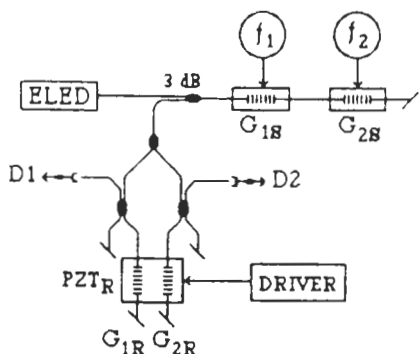 f1 f2
3 dB
ELED
G1S G2S
D1 D2
PZTR DRIVER
G1R G2R